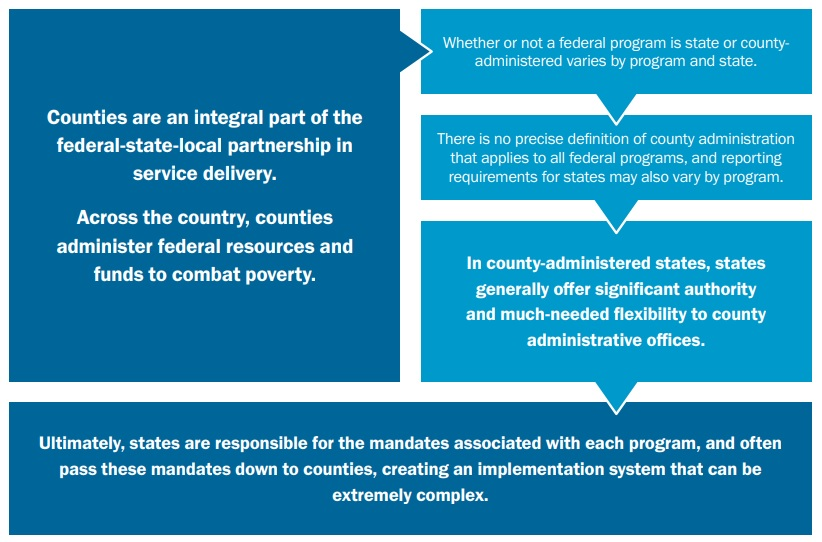 Counties are an integral part of the
federal-state-local partnership in
service delivery.
Across the country, counties
administer federal resources and
funds to combat poverty.
Whether or not a federal program is state or county-
administered varies by program and state.
There is no precise definition of county administration
that applies to all federal programs, and reporting
requirements for states may also vary by program.
In county-administered states, states
generally offer significant authority
and much-needed flexibility to county
administrative offices.
Ultimately, states are responsible for the mandates associated with each program, and often
pass these mandates down to counties, creating an implementation system that can be
extremely complex.